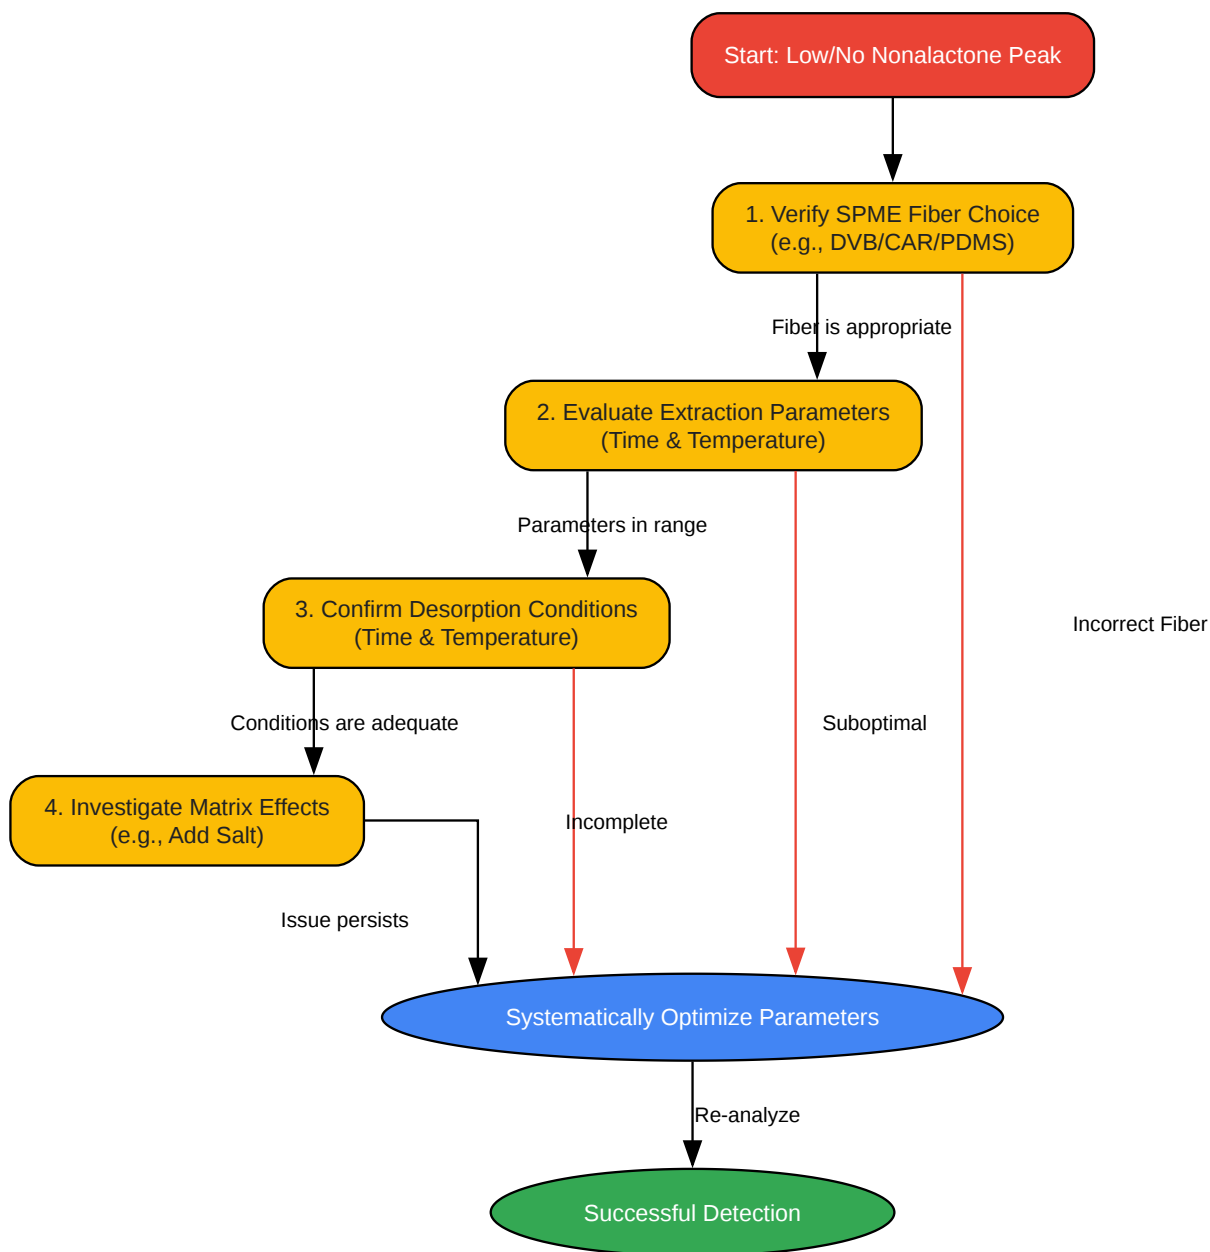 Start: Low/No Nonalactone Peak
1. Verify SPME Fiber Choice
(e.g., DVB/CAR/PDMS)
Fiber is appropriate
2. Evaluate Extraction Parameters
(Time & Temperature)
Parameters in range
3. Confirm Desorption Conditions
(Time & Temperature)
Incorrect Fiber
Conditions are adequate
Suboptimal
4. Investigate Matrix Effects
(e.g., Add Salt)
Incomplete
Issue persists
Systematically Optimize Parameters
Re-analyze
Successful Detection